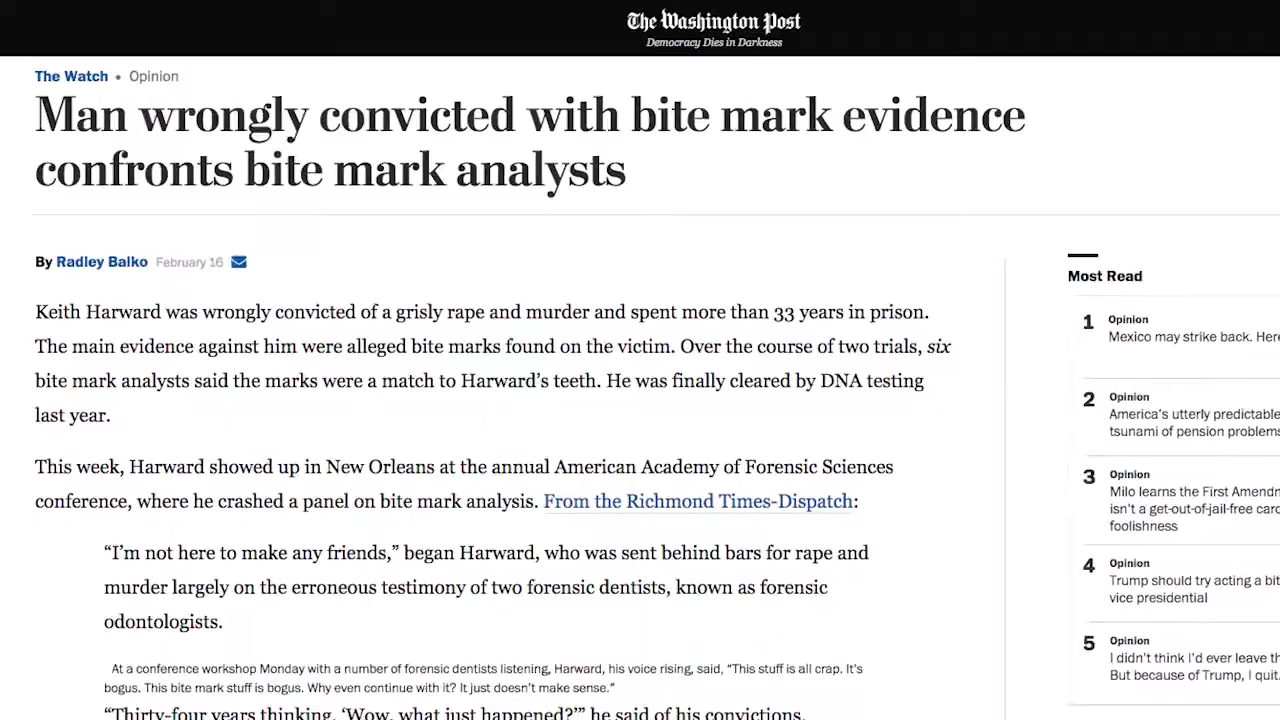 The Washington Post
Democracy Dies in Darkness
The Watch • Opinion
Man wrongly convicted with bite mark evidence
confronts bite mark analysts
By Radley Balko February 16
Keith Harward was wrongly convicted of a grisly rape and murder and spent more than 33 years in prison.
The main evidence against him were alleged bite marks found on the victim. Over the course of two trials, six
bite mark analysts said the marks were a match to Harward’s teeth. He was finally cleared by DNA testing
last year.
This week, Harward showed up in New Orleans at the annual American Academy of Forensic Sciences
conference, where he crashed a panel on bite mark analysis. From the Richmond Times-Dispatch:
“I’m not here to make any friends,” began Harward, who was sent behind bars for rape and
murder largely on the erroneous testimony of two forensic dentists, known as forensic
odontologists.
At a conference workshop Monday with a number of forensic dentists listening, Harward, his voice rising, said, “This stuff is all crap. It’s
bogus. This bite mark stuff is bogus. Why even continue with it? It just doesn’t make sense.”
“Thirty-four years thinking, ‘Wow, what just happened?’” he said of his convictions.
Most Read
1 Opinion
Mexico may strike back.
2 Opinion
America’s utterly predictable
tsunami of pension problems
3 Opinion
Milo learns the First
isn’t a get-out-of-jail-free
foolishness
4 Opinion
Trump should try acting a
vice presidential
5 Opinion
I didn’t think I’d ever leave
But because of Trump, I quit.